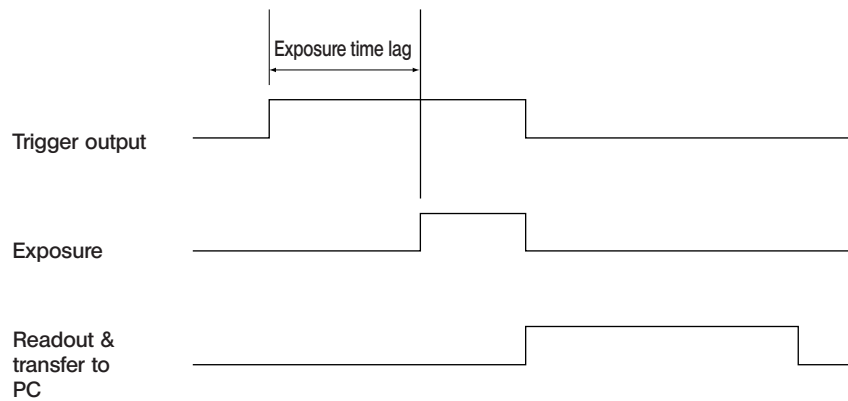 Exposure time lag
Trigger output
Exposure
Readout &
transfer to
PC